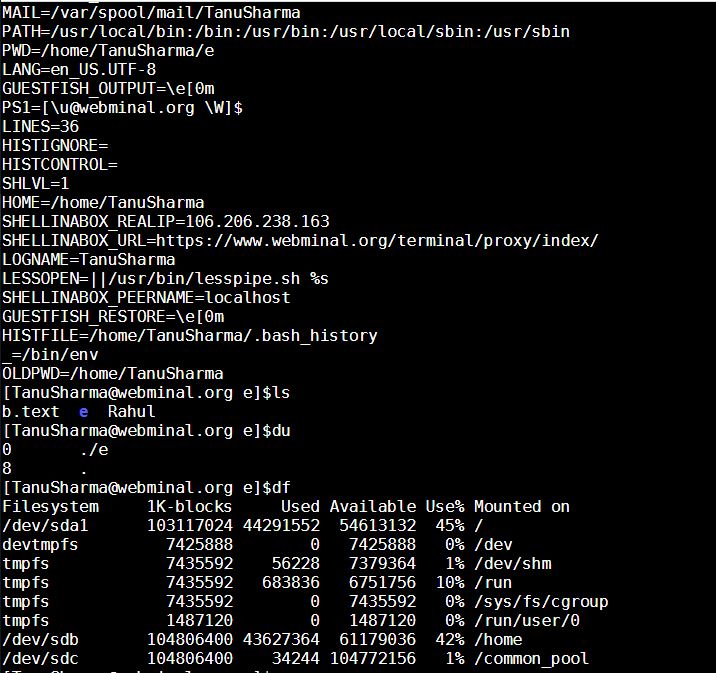 MAIL=/var/spool/mail/TanuSharma
PATH=/usr/local/bin:/bin:/usr/bin:/usr/local/sbin:/usr/sbin
PWD=/home/TanuSharma/e
LANG=en_US.UTF-8
GUESTFISH_OUTPUT=\e[0m
PS1=[\u@webminal.org \W]$
LINES=36
HISTIGNORE=
HISTCONTROL=
SHLVL=1
HOME=/home/TanuSharma
SHELLINABOX_REALIP=106.206.238.163
SHELLINABOX_URL=https://www.webminal.org/terminal/proxy/index/
LOGNAME=TanuSharma
LESSOPEN=||/usr/bin/lesspipe.sh %s
SHELLINABOX_PEERNAME=localhost
GUESTFISH_RESTORE=\e[0m
HISTFILE=/home/TanuSharma/.bash_history
_=/bin/env
OLDPWD=/home/TanuSharma
[TanuSharma@webminal.org e]$ls
b.text  e  Rahul
[TanuSharma@webminal.org e]$du
0       ./e
8       .
[TanuSharma@webminal.org e]$df
Filesystem     1K-blocks     Used Available Use% Mounted on
/dev/sda1      103117024 44291552  54613132  45% /
devtmpfs         7425888        0   7425888   0% /dev
tmpfs            7435592    56228   7379364   1% /dev/shm
tmpfs            7435592   683836   6751756  10% /run
tmpfs            7435592        0   7435592   0% /sys/fs/cgroup
tmpfs            1487120        0   1487120   0% /run/user/0
/dev/sdb       104806400 43627364  61179036  42% /home
/dev/sdc       104806400    34244 104772156   1% /common_pool